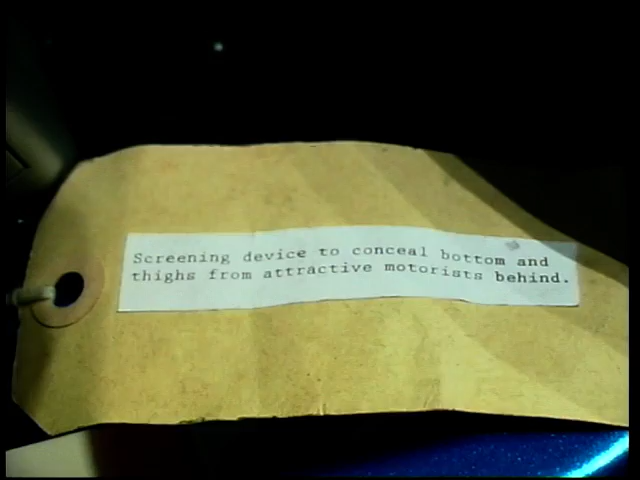 Screening device to conceal bottom and
thighs from attractive motorists behind.